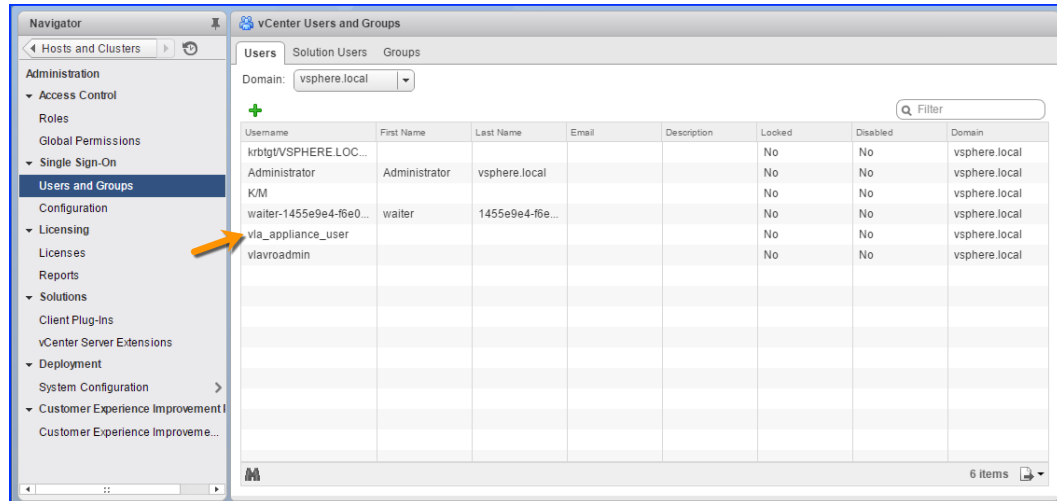 Navigator
Hosts and Clusters
Administration
Access Control
Roles
Global Permissions
Single Sign-On
Users and Groups
Configuration
Licensing
Licenses
Reports
Solutions
Client Plug-Ins
vCenter Server Extensions
Deployment
System Configuration
Customer Experience Improvement
Customer Experience Improveme...
vCenter Users and Groups
Users Solution Users Groups
Domain: vsphere.local
Filter
Username First Name Last Name Email Description Locked Disabled Domain
krbtgt/VSPHERE.LOC... No No vsphere.local
Administrator Administrator vsphere.local No No vsphere.local
K/M No No vsphere.local
waiter-1455e9e4-f6e0... waiter 1455e9e4-f6e... No No vsphere.local
vla_appliance_user No No vsphere.local
vlavroadmin No No vsphere.local
6 items